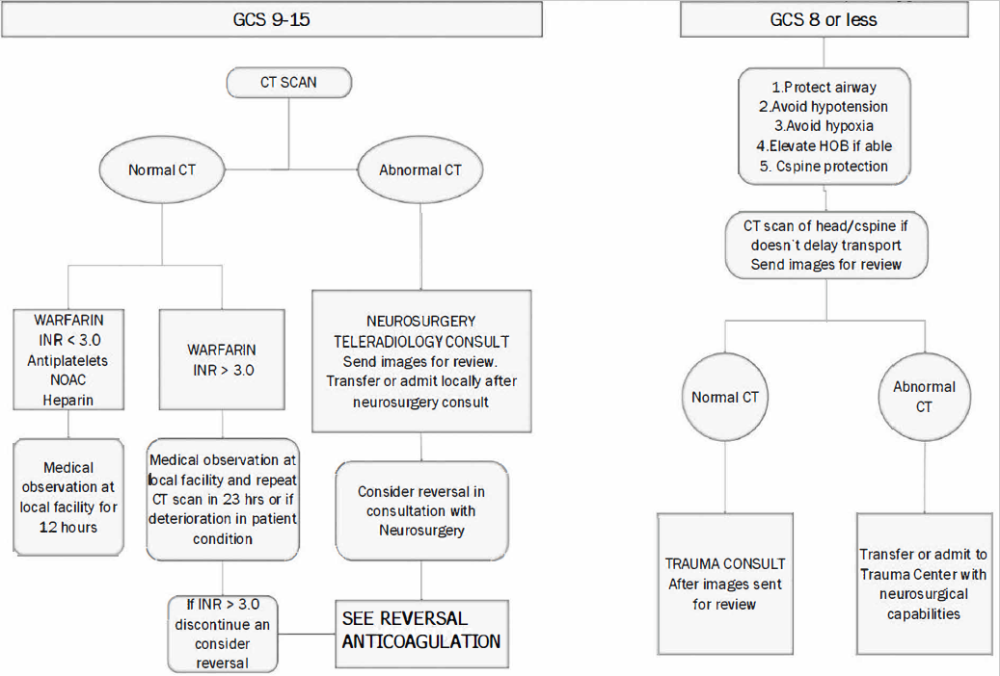 GCS 9-15
CT SCAN
Normal CT
Abnormal CT
WARFARIN
INR < 3.0
Antiplatelets
NOAC
Heparin
WARFARIN
INR > 3.0
NEUROSURGERY
TELERADIOLOGY CONSULT
Send images for review.
Transfer or admit locally after
neurosurgery consult
Medical
observation at
local facility for
12 hours
Medical observation at
local facility and repeat
CT scan in 23 hrs or if
deterioration in patient
condition
Consider reversal in
consultation with
Neurosurgery
If INR > 3.0
discontinue an
consider
reversal
SEE REVERSAL
ANTICOAGULATION
GCS 8 or less
1.Protect airway
2.Avoid hypotension
3.Avoid hypoxia
4.Elevate HOB if able
5. Cspine protection
CT scan of head/cspine if
doesn't delay transport
Send images for review
Normal CT
Abnormal
CT
TRAUMA CONSULT
After images sent
for review
Transfer or admit to
Trauma Center with
neurosurgical
capabilities